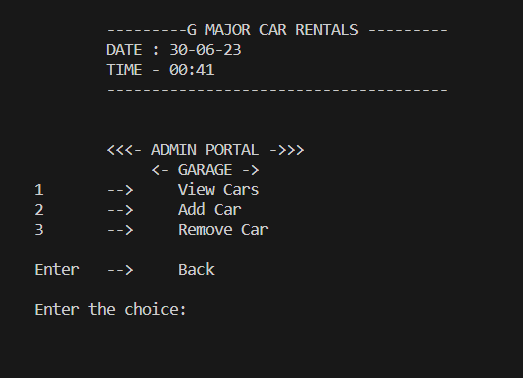 ---------G MAJOR CAR RENTALS ---------
DATE : 30-06-23
TIME - 00:41
--------------------------------------
<<<- ADMIN PORTAL ->>>
<- GARAGE ->
1 --> View Cars
2 --> Add Car
3 --> Remove Car
Enter --> Back
Enter the choice: